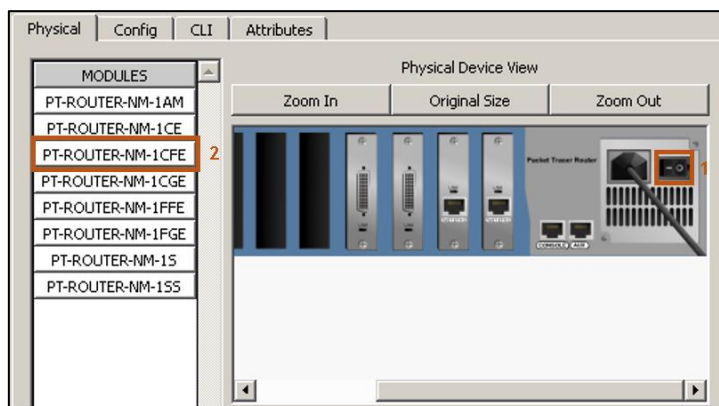 Physical
Config
CLI
Attributes
MODULES
PT-ROUTER-NM-1AM
PT-ROUTER-NM-1CE
PT-ROUTER-NM-1CFE
2
PT-ROUTER-NM-1CGE
PT-ROUTER-NM-1FFE
PT-ROUTER-NM-1FGE
PT-ROUTER-NM-1S
PT-ROUTER-NM-1SS
Physical Device View
Zoom In
Original Size
Zoom Out
Packet Tracer Router
1
CONSOLE
AUX